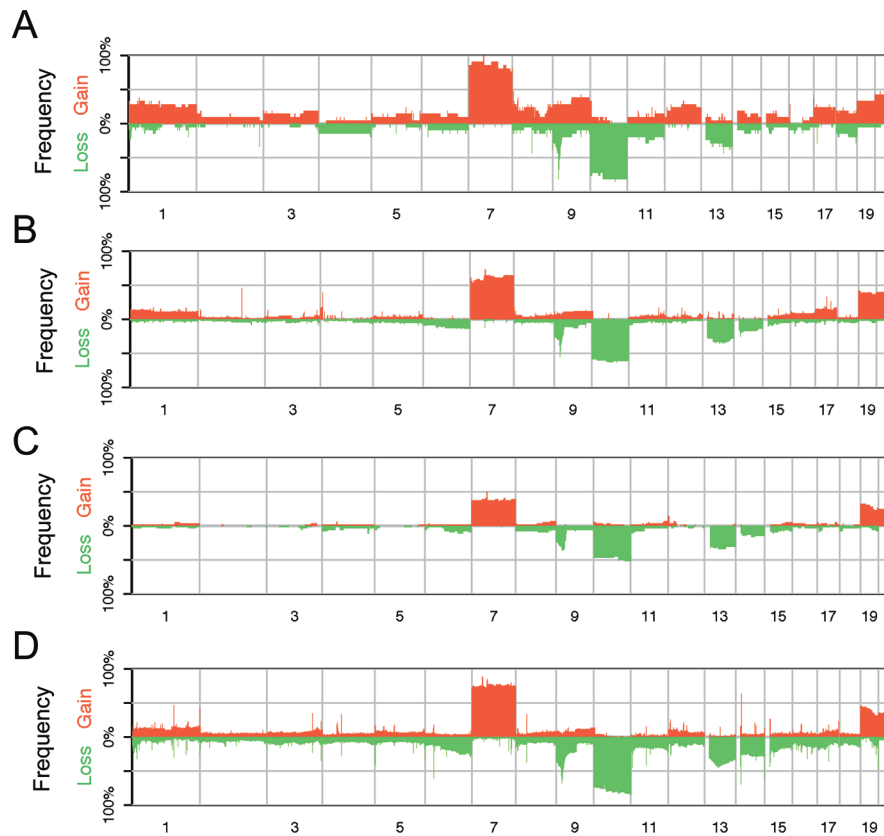 A
Frequency
Loss Gain
100% 0% 100%
1 3 5 7 9 11 13 15 17 19
B
Frequency
Loss Gain
100% 0% 100%
1 3 5 7 9 11 13 15 17 19
C
Frequency
Loss Gain
100% 0% 100%
1 3 5 7 9 11 13 15 17 19
D
Frequency
Loss Gain
100% 0% 100%
1 3 5 7 9 11 13 15 17 19